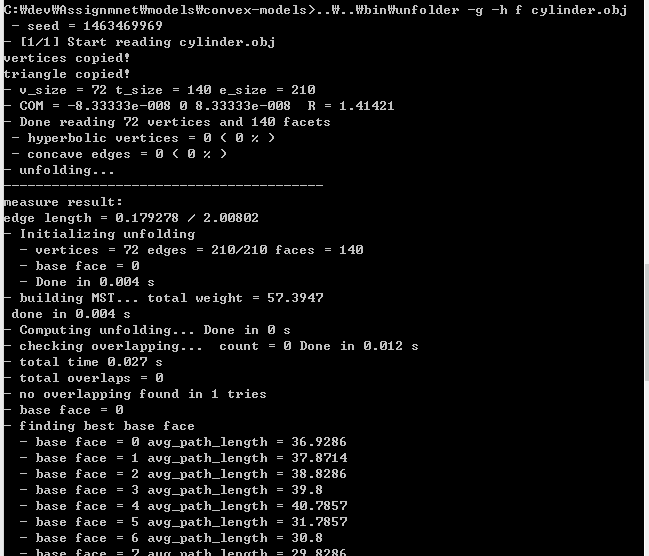 C:₩dev₩Assignmnet₩models₩convex-models>..₩..₩bin₩unfolder -g -h f cylinder.obj
- seed = 1463469969
- [1/1] Start reading cylinder.obj
vertices copied!
triangle copied!
- v_size = 72 t_size = 140 e_size = 210
- COM = -8.33333e-008 0 8.33333e-008 R = 1.41421
- Done reading 72 vertices and 140 facets
- hyperbolic vertices = 0 ( 0 % )
- concave edges = 0 ( 0 % )
- unfolding...
----------------------------------------
measure result:
edge length = 0.179278 / 2.00802
- Initializing unfolding
- vertices = 72 edges = 210/210 faces = 140
- base face = 0
- Done in 0.004 s
- building MST... total weight = 57.3947
done in 0.004 s
- Computing unfolding... Done in 0 s
- checking overlapping... count = 0 Done in 0.012 s
- total time 0.027 s
- total overlaps = 0
- no overlapping found in 1 tries
- base face = 0
- finding best base face
- base face = 0 avg_path_length = 36.9286
- base face = 1 avg_path_length = 37.8714
- base face = 2 avg_path_length = 38.8286
- base face = 3 avg_path_length = 39.8
- base face = 4 avg_path_length = 40.7857
- base face = 5 avg_path_length = 31.7857
- base face = 6 avg_path_length = 30.8
- base face = 7 avg_path_length = 29.8286